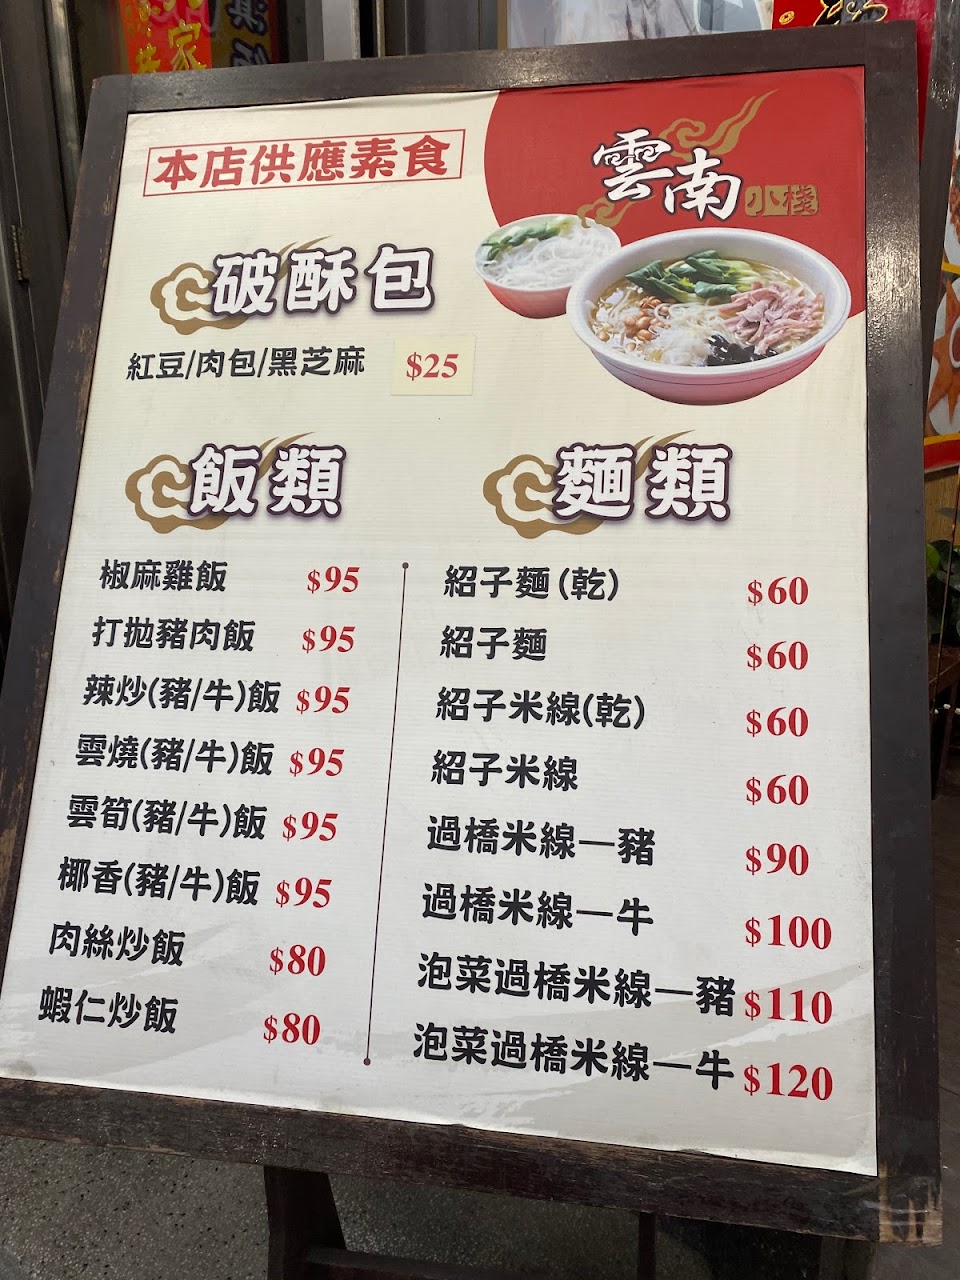 家
本店供應素食
雲南
小棧
破酥包
紅豆/肉包/黑芝麻 $25
飯類
椒麻雞飯 $95
打拋豬肉飯 $95
辣炒(豬/牛)飯 $95
雲燒(豬/牛)飯 $95
雲筍(豬/牛)飯 $95
椰香(豬/牛)飯 $95
肉絲炒飯 $80
蝦仁炒飯 $80
麵類
紹子麵(乾) $60
紹子麵 $60
紹子米線(乾) $60
紹子米線 $60
過橋米線—豬 $90
過橋米線—牛 $100
泡菜過橋米線—豬 $110
泡菜過橋米線—牛 $120